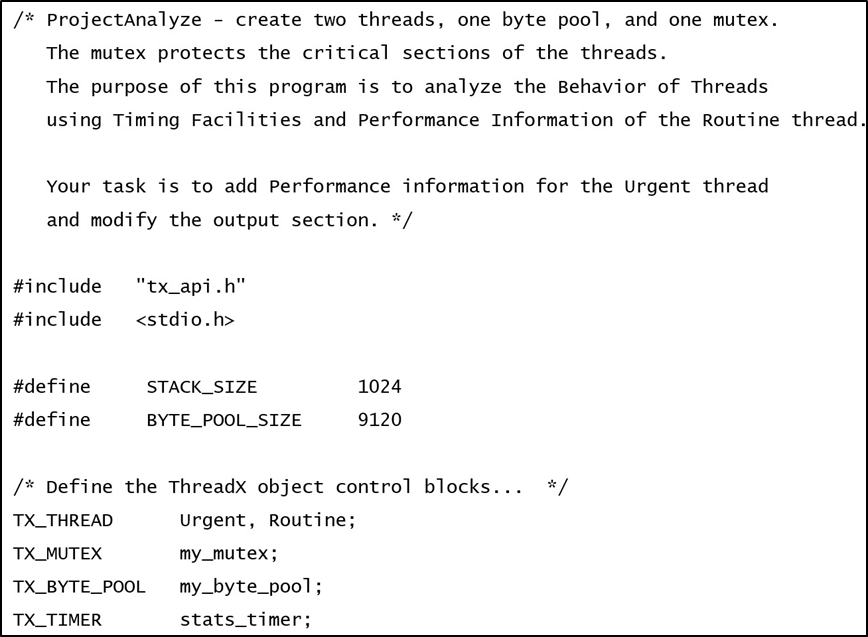 /* ProjectAnalyze – create two threads, one byte pool, and one mutex.
   The mutex protects the critical sections of the threads.
   The purpose of this program is to analyze the Behavior of Threads
   using Timing Facilities and Performance Information of the Routine thread.
   Your task is to add Performance information for the Urgent thread
   and modify the output section. */
#include   "tx_api.h"
#include   <stdio.h>
#define     STACK_SIZE         1024
#define     BYTE_POOL_SIZE     9120
/* Define the ThreadX object control blocks...  */
TX_THREAD      Urgent, Routine;
TX_MUTEX       my_mutex;
TX_BYTE_POOL   my_byte_pool;
TX_TIMER       stats_timer;